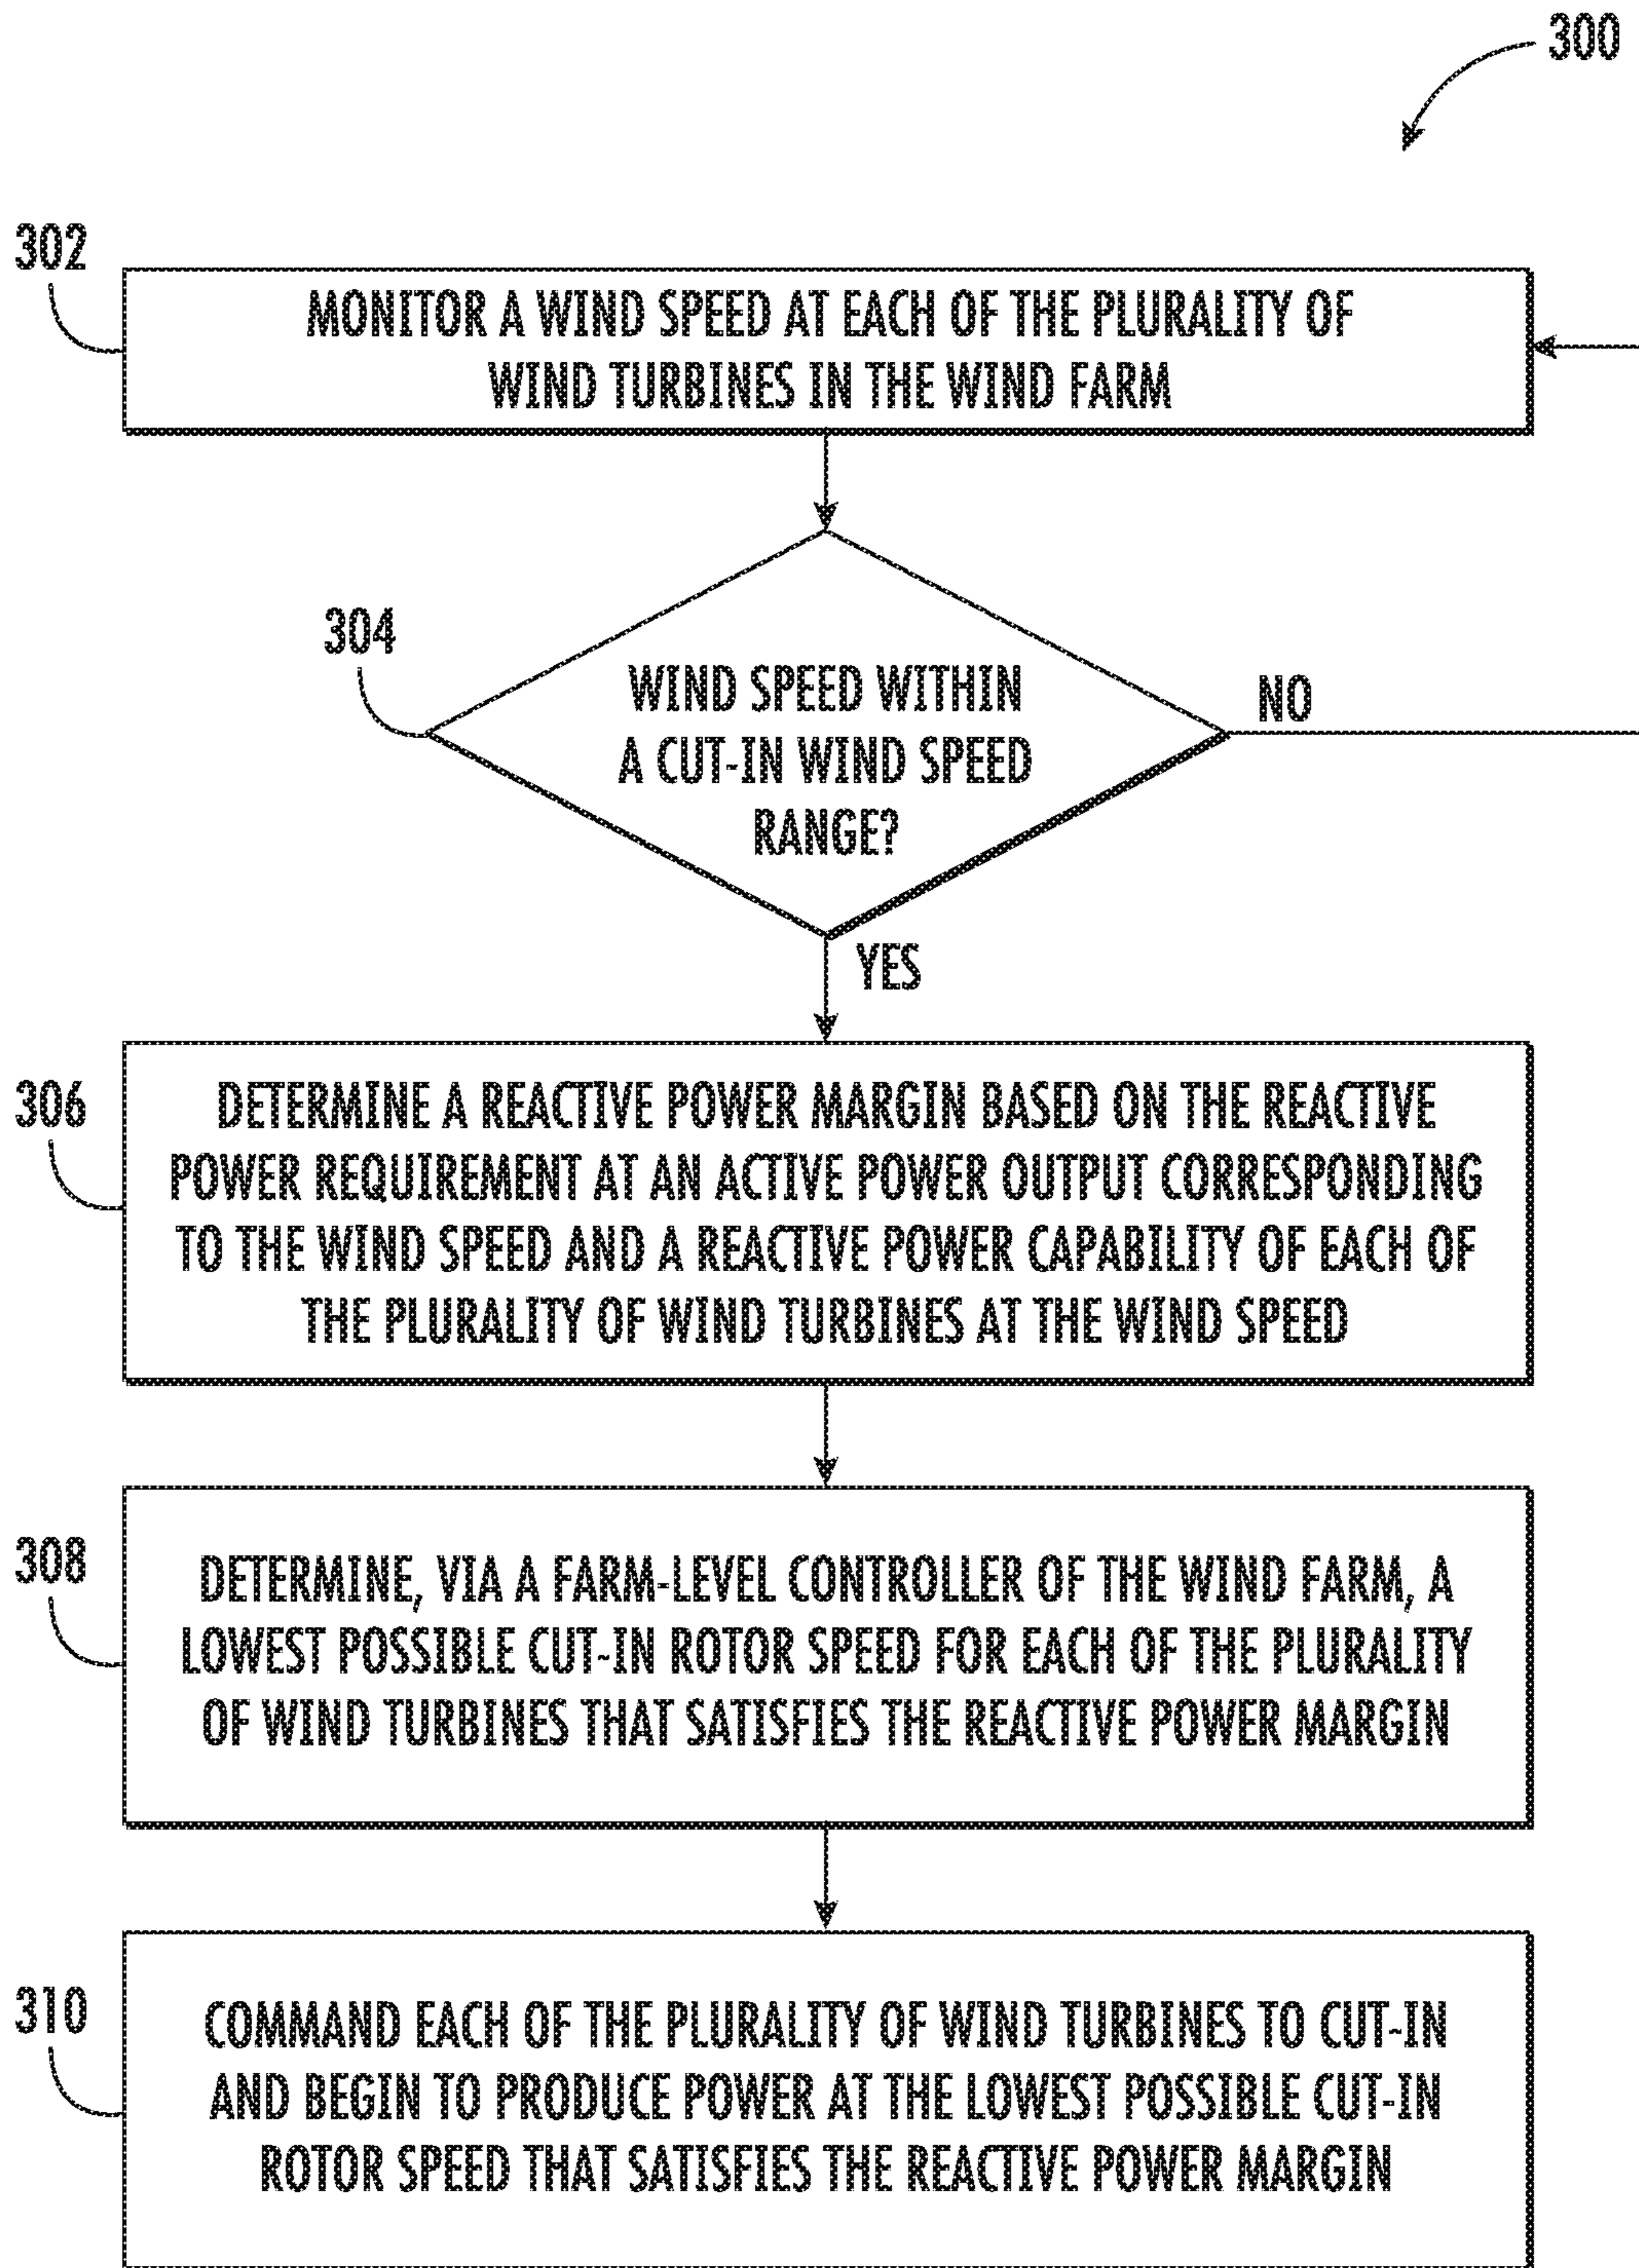 300
302
MONITOR A WIND SPEED AT EACH OF THE PLURALITY OF
WIND TURBINES IN THE WIND FARM
304
WIND SPEED WITHIN
A CUT-IN WIND SPEED
RANGE?
NO
YES
306
DETERMINE A REACTIVE POWER MARGIN BASED ON THE REACTIVE
POWER REQUIREMENT AT AN ACTIVE POWER OUTPUT CORRESPONDING
TO THE WIND SPEED AND A REACTIVE POWER CAPABILITY OF EACH OF
THE PLURALITY OF WIND TURBINES AT THE WIND SPEED
308
DETERMINE, VIA A FARM-LEVEL CONTROLLER OF THE WIND FARM, A
LOWEST POSSIBLE CUT-IN ROTOR SPEED FOR EACH OF THE PLURALITY
OF WIND TURBINES THAT SATISFIES THE REACTIVE POWER MARGIN
310
COMMAND EACH OF THE PLURALITY OF WIND TURBINES TO CUT-IN
AND BEGIN TO PRODUCE POWER AT THE LOWEST POSSIBLE CUT-IN
ROTOR SPEED THAT SATISFIES THE REACTIVE POWER MARGIN